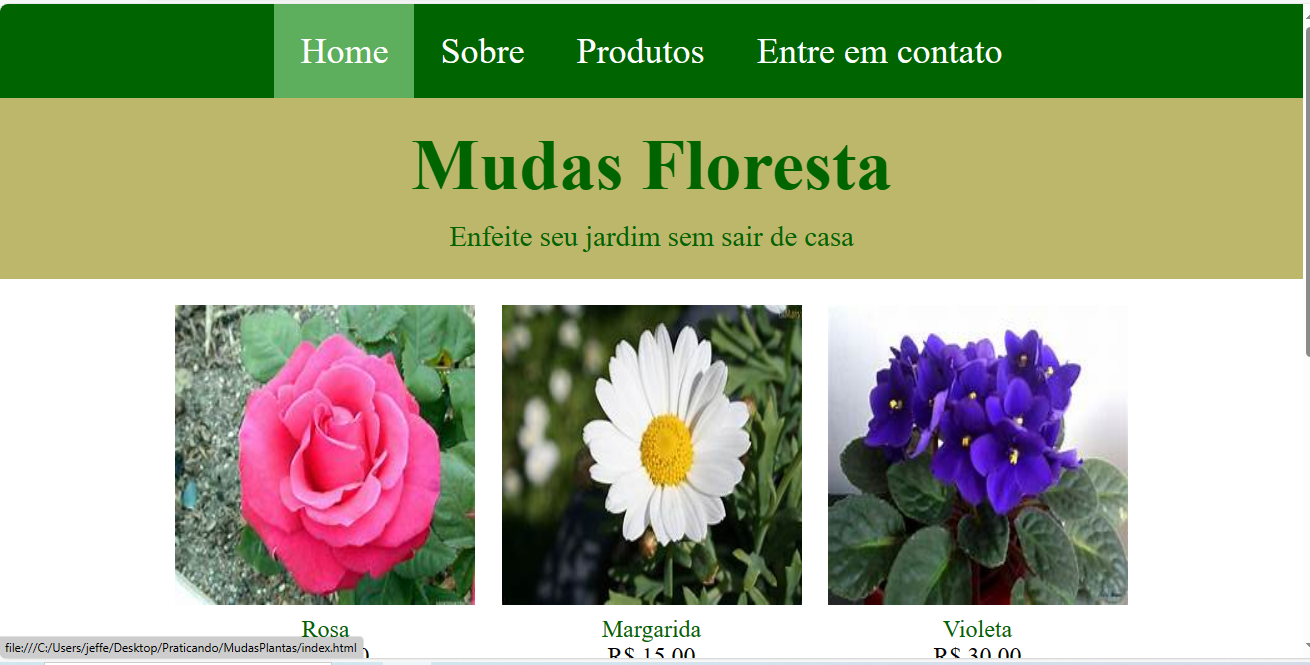 Home Sobre Produtos Entre em contato
Mudas Floresta
Enfeite seu jardim sem sair de casa
Rosa Margarida Violeta
R$ 15,00 R$ 30,00
file:///C:/Users/jeffe/Desktop/Praticando/MudasPlantas/index.html